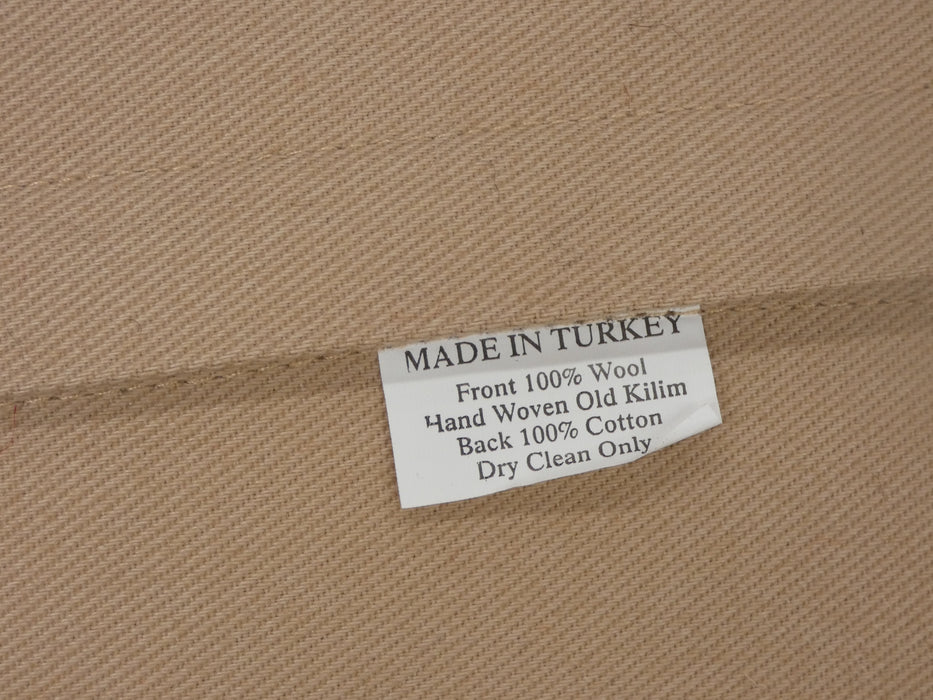 MADE IN TURKEY
Front 100% Wool
Hand Woven Old Kilim
Back 100% Cotton
Dry Clean Only